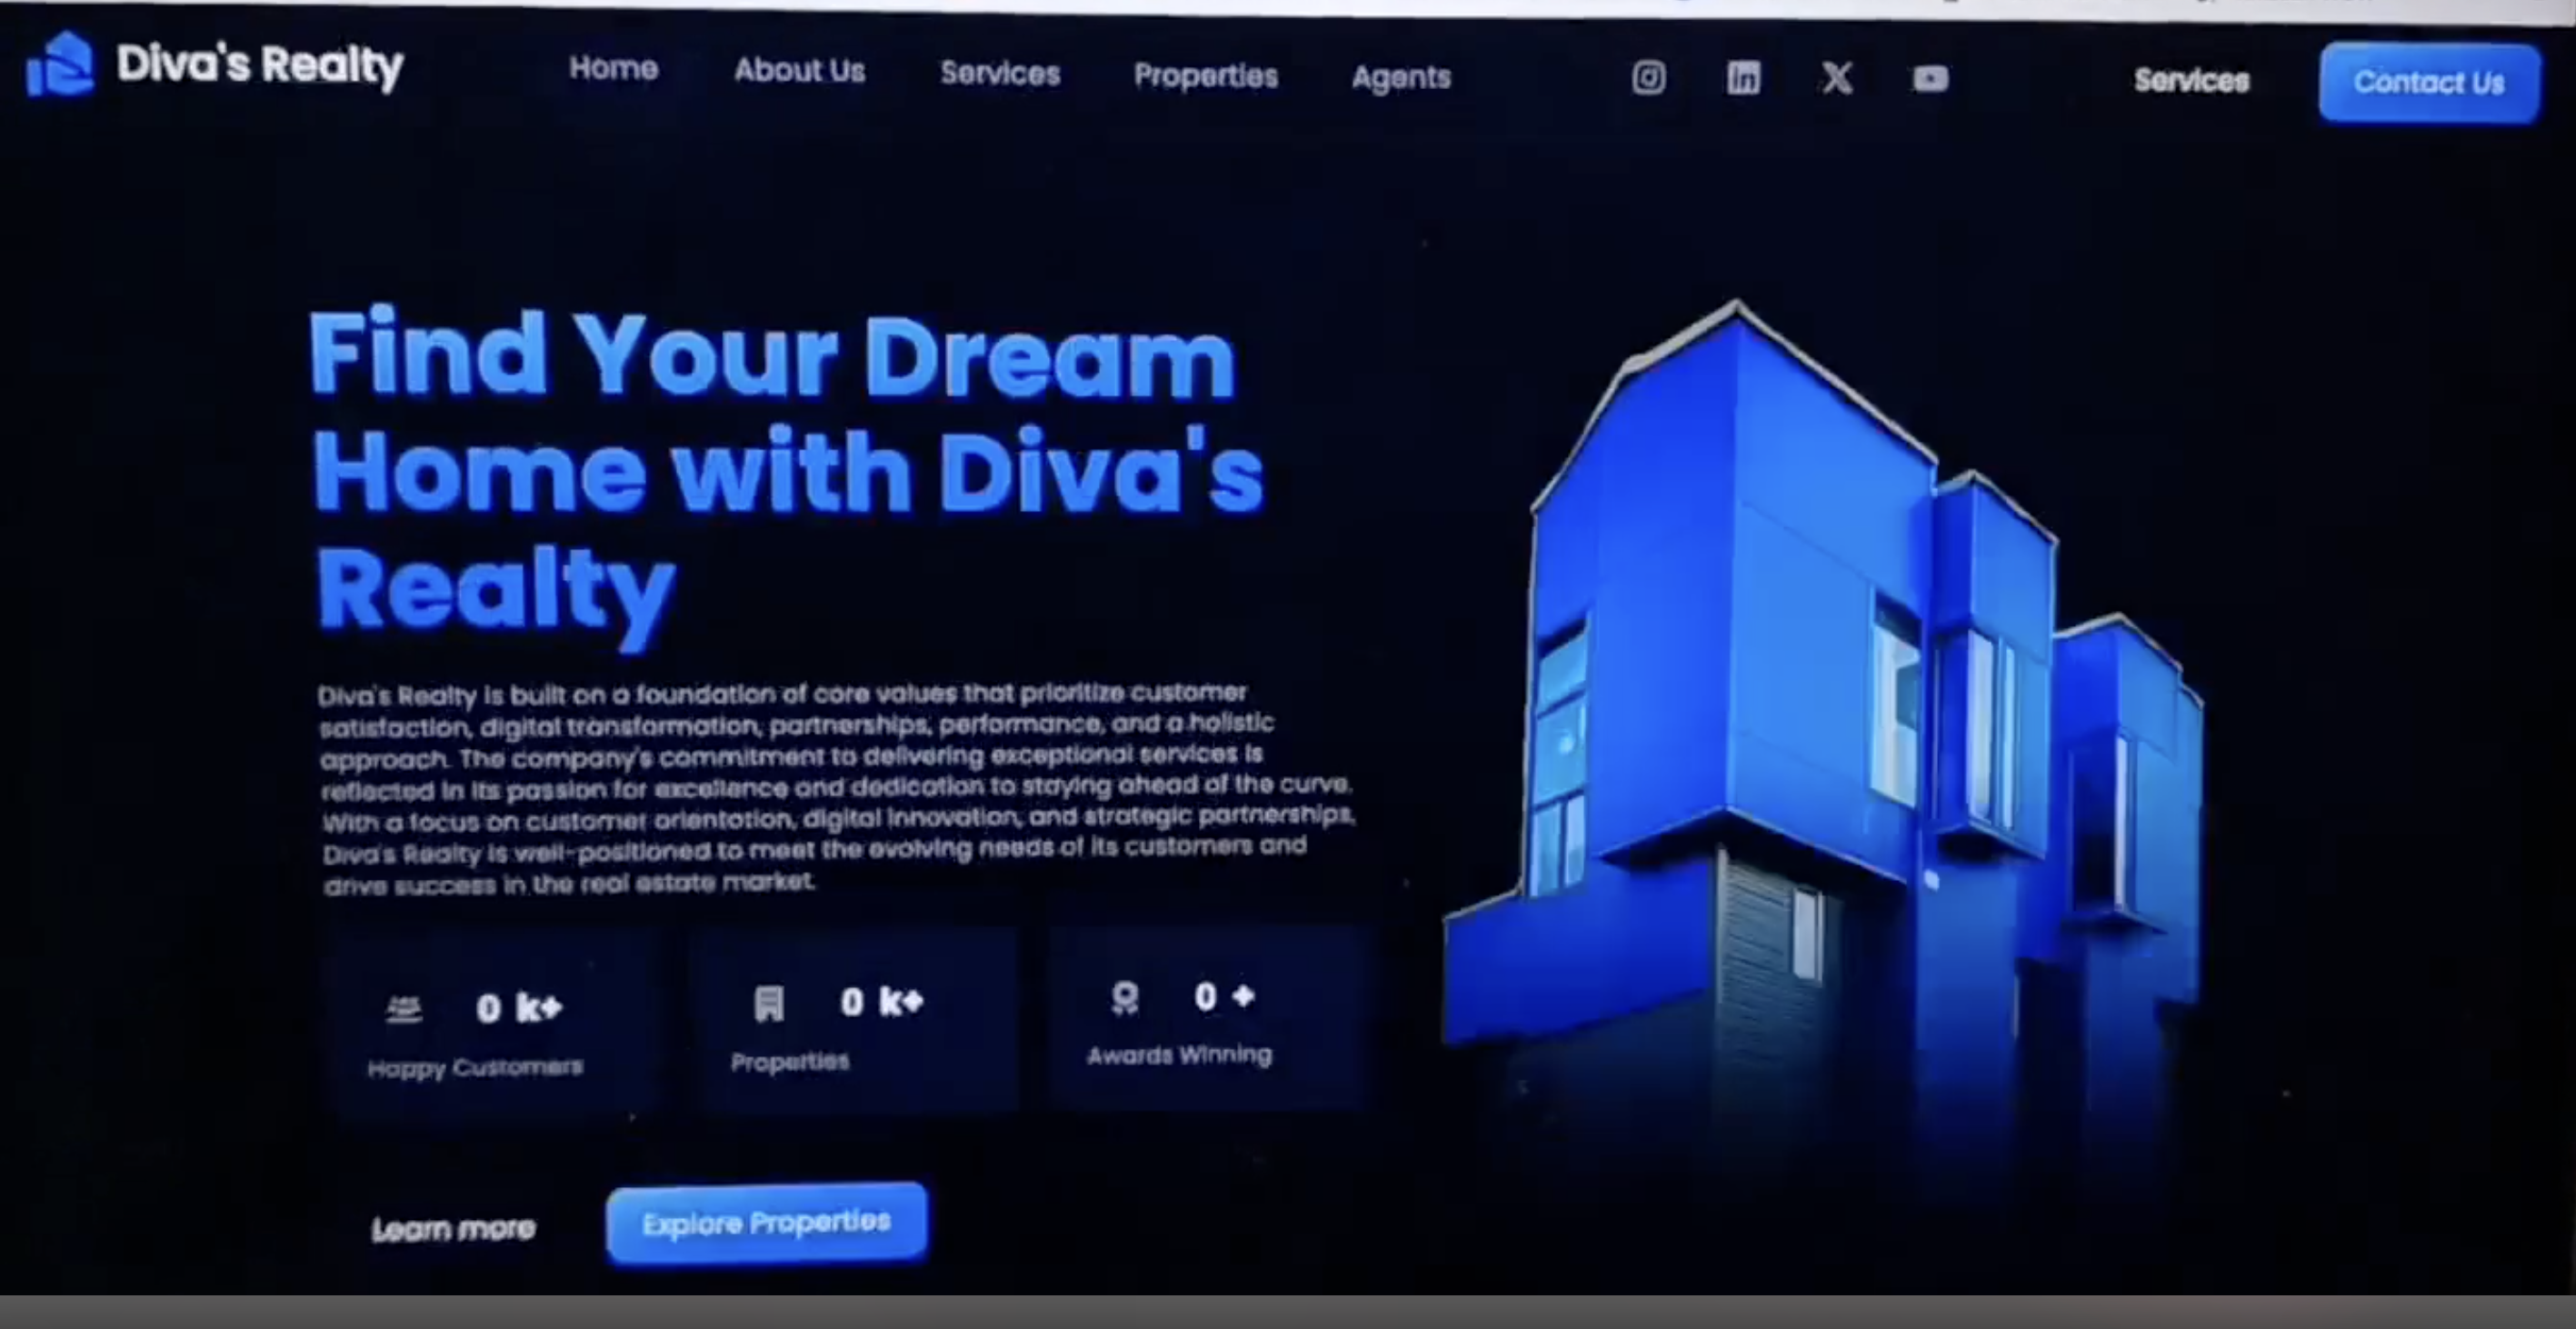 Diva's Realty
Home
About Us
Services
Properties
Agents
Services
Contact Us
Find Your Dream
Home with Diva's
Realty
Diva's Realty is built on a foundation of core values that prioritize customer
satisfaction, digital transformation, partnerships, performance, and a holistic
approach. The company's commitment to delivering exceptional services is
reflected in its passion for excellence and dedication to staying ahead of the curve.
With a focus on customer orientation, digital innovation, and strategic partnerships,
Diva's Realty is well-positioned to meet the evolving needs of its customers and
drive success in the real estate market.
0 k+
Happy Customers
0 k+
Properties
0 +
Awards Winning
Learn more
Explore Properties